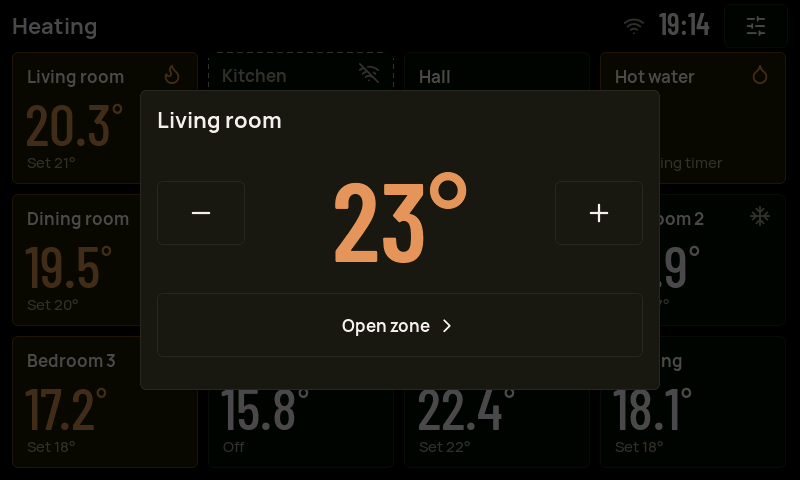 Heating
19:14
Living room
Kitchen
Hall
Hot water
20.3°
Set 21°
ing timer
Living room
23°
Open zone
Dining room
oom 2
19.5°
.9°
Set 20°
Bedroom 3
ng
17.2°
15.8°
22.4°
18.1°
Set 18°
Off
Set 22°
Set 18°